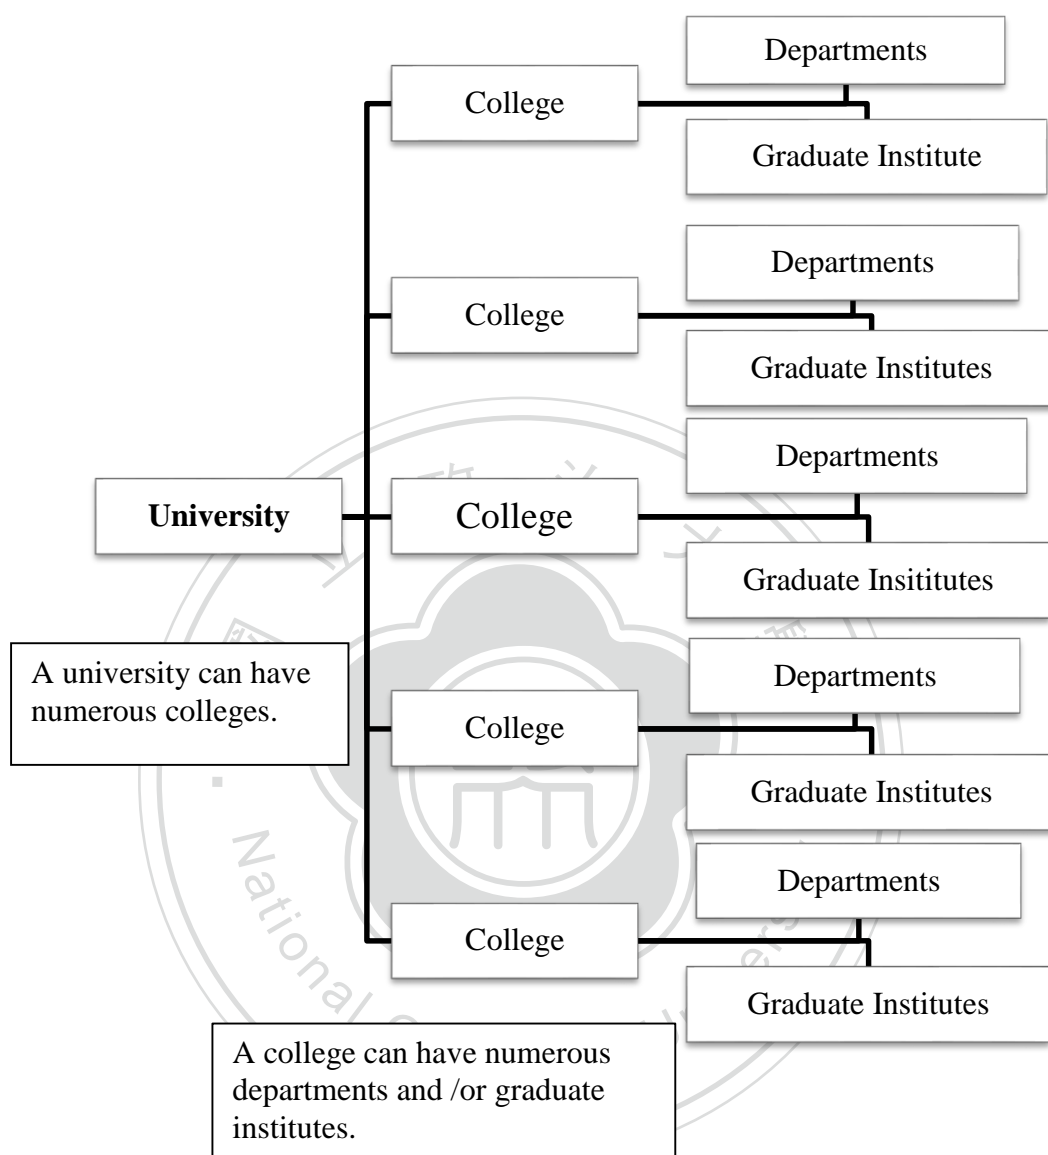 Departments
College
Graduate Institute
Departments
College
Graduate Institutes
Departments
University
College
Graduate Insititutes
A university can have
numerous colleges.
Departments
College
Graduate Institutes
Departments
College
Graduate Institutes
A college can have numerous
departments and /or graduate
institutes.
National